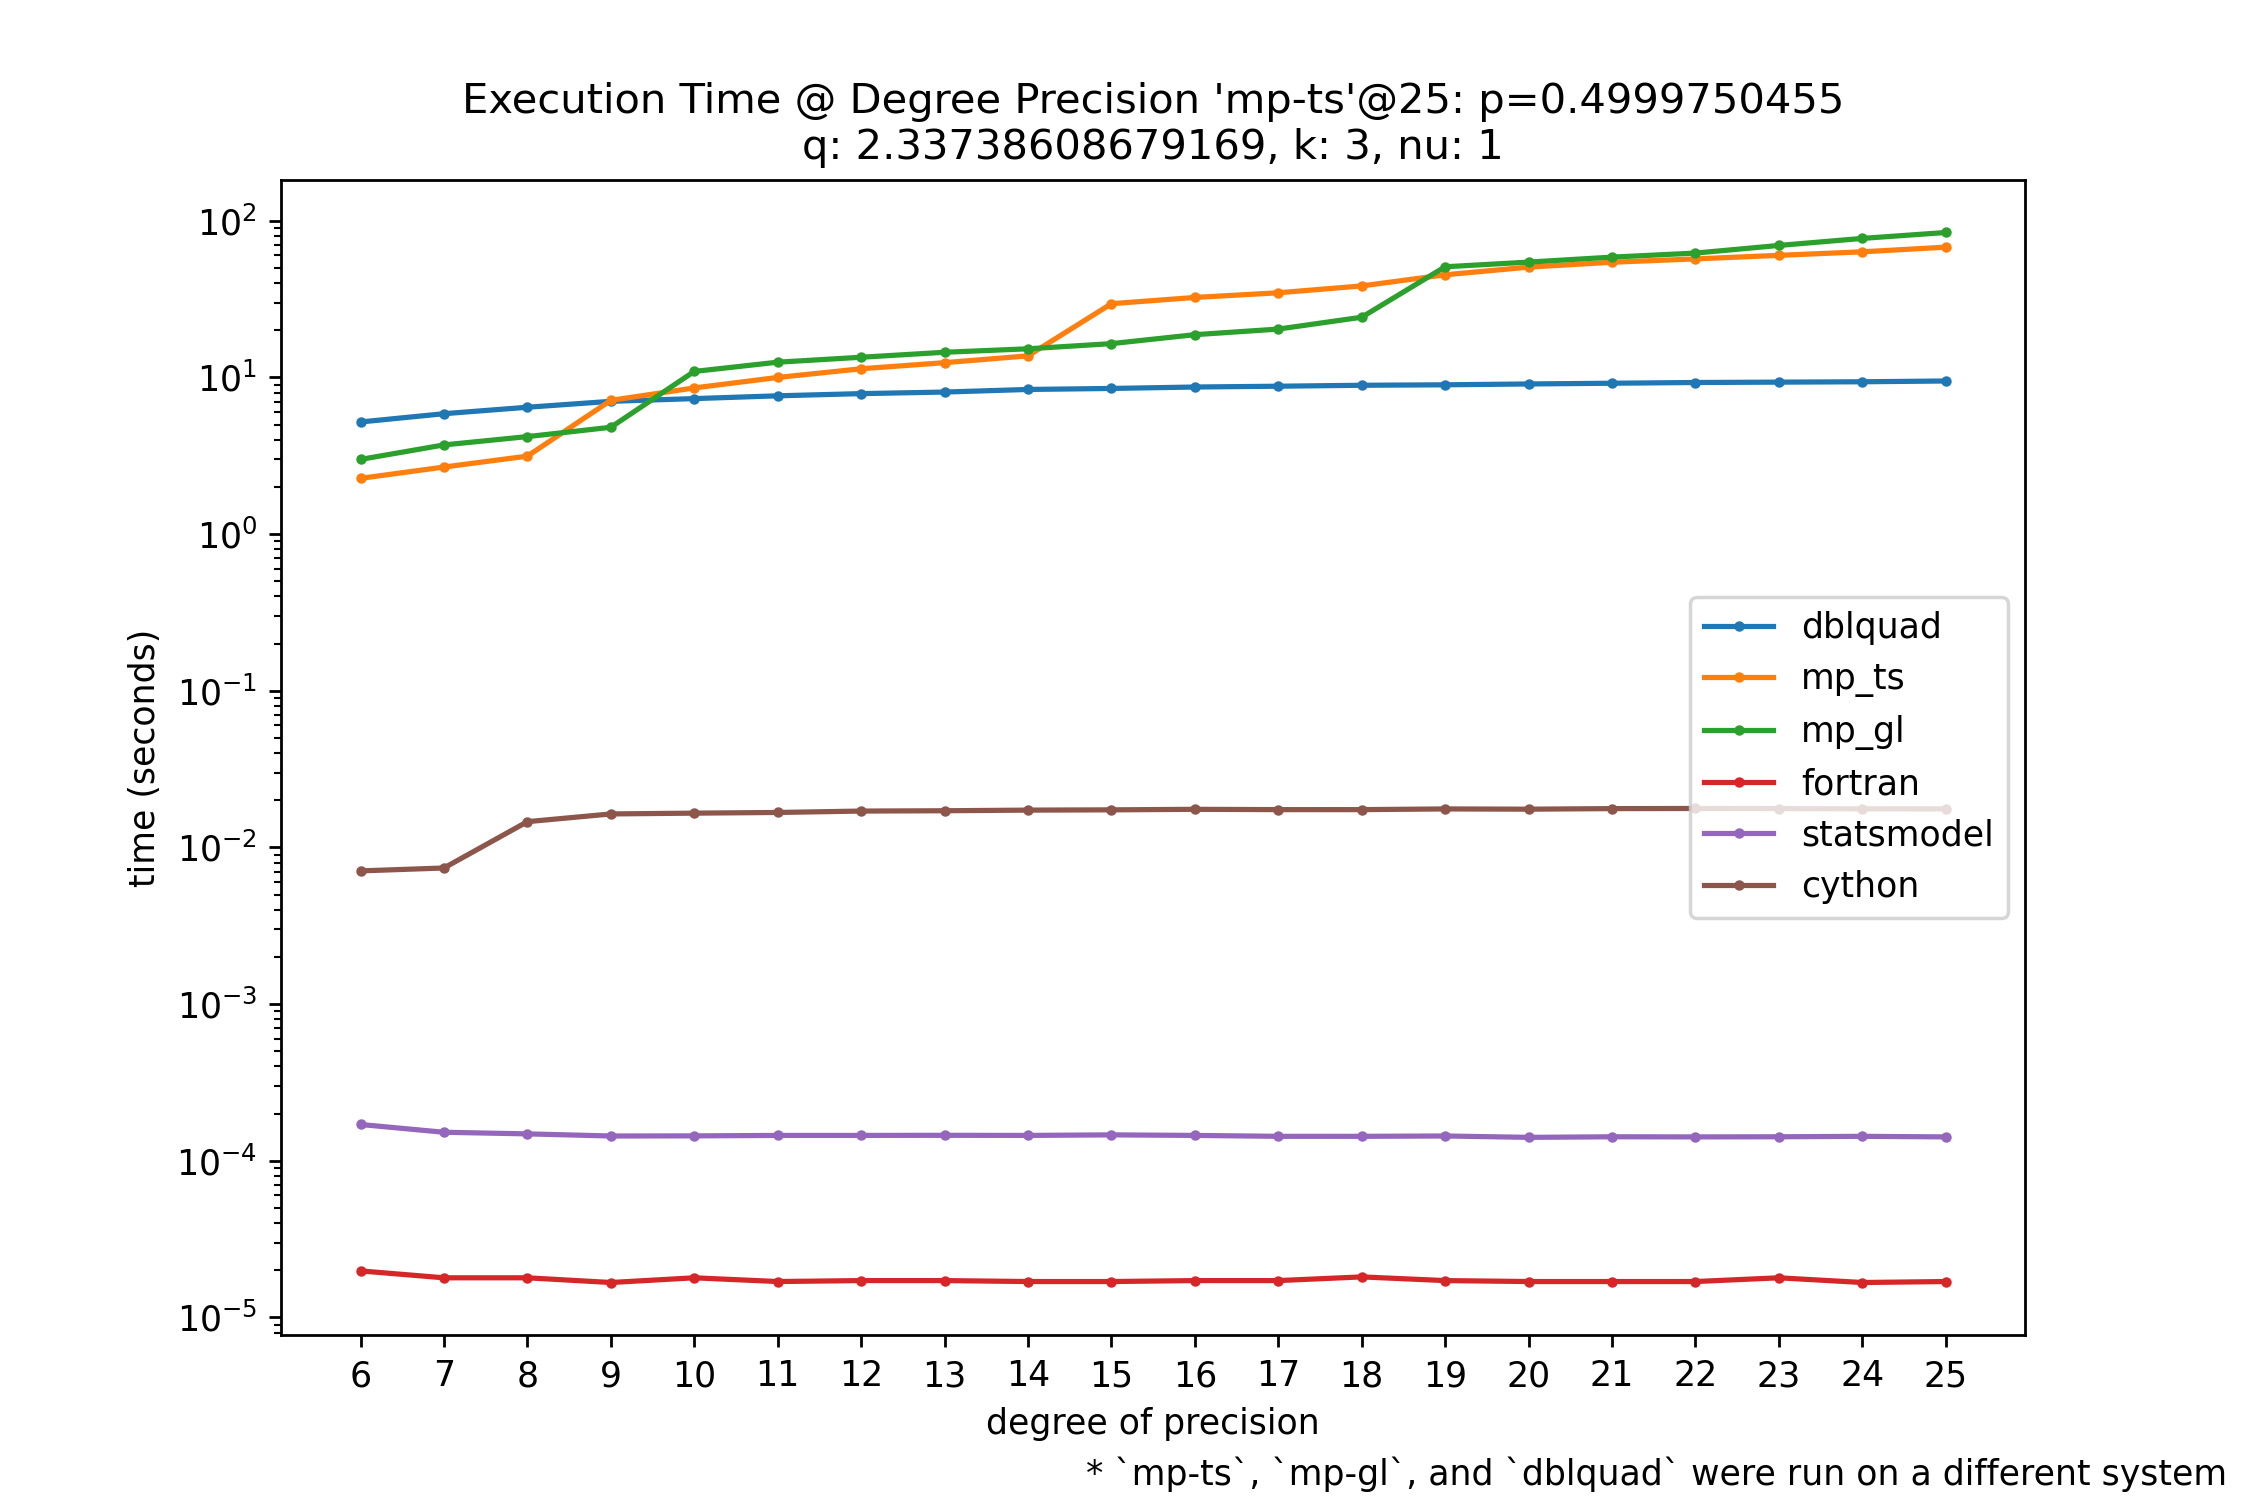 Execution Time @ Degree Precision 'mp-ts'@25: p=0.4999750455
q: 2.33738608679169, k: 3, nu: 1
10²
10¹
10⁰
10⁻¹
10⁻²
10⁻³
10⁻⁴
10⁻⁵
time (seconds)
dblquad
mp_ts
mp_gl
fortran
statsmodel
cython
6 7 8 9 10 11 12 13 14 15 16 17 18 19 20 21 22 23 24 25
degree of precision
* `mp-ts`, `mp-gl`, and `dblquad` were run on a different system